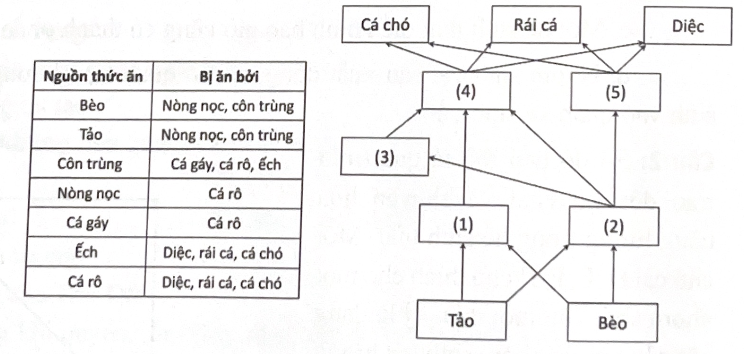 Nguồn thức ăn Bị ăn bởi
Bèo Nòng nọc, côn trùng
Tảo Nòng nọc, côn trùng
Côn trùng Cá gáy, cá rô, ếch
Nòng nọc Cá rô
Cá gáy Cá rô
Ếch Diệc, rái cá, cá chó
Cá rô Diệc, rái cá, cá chó
Cá chó Rái cá Diệc
(4) (5)
(3)
(1) (2)
Tảo Bèo